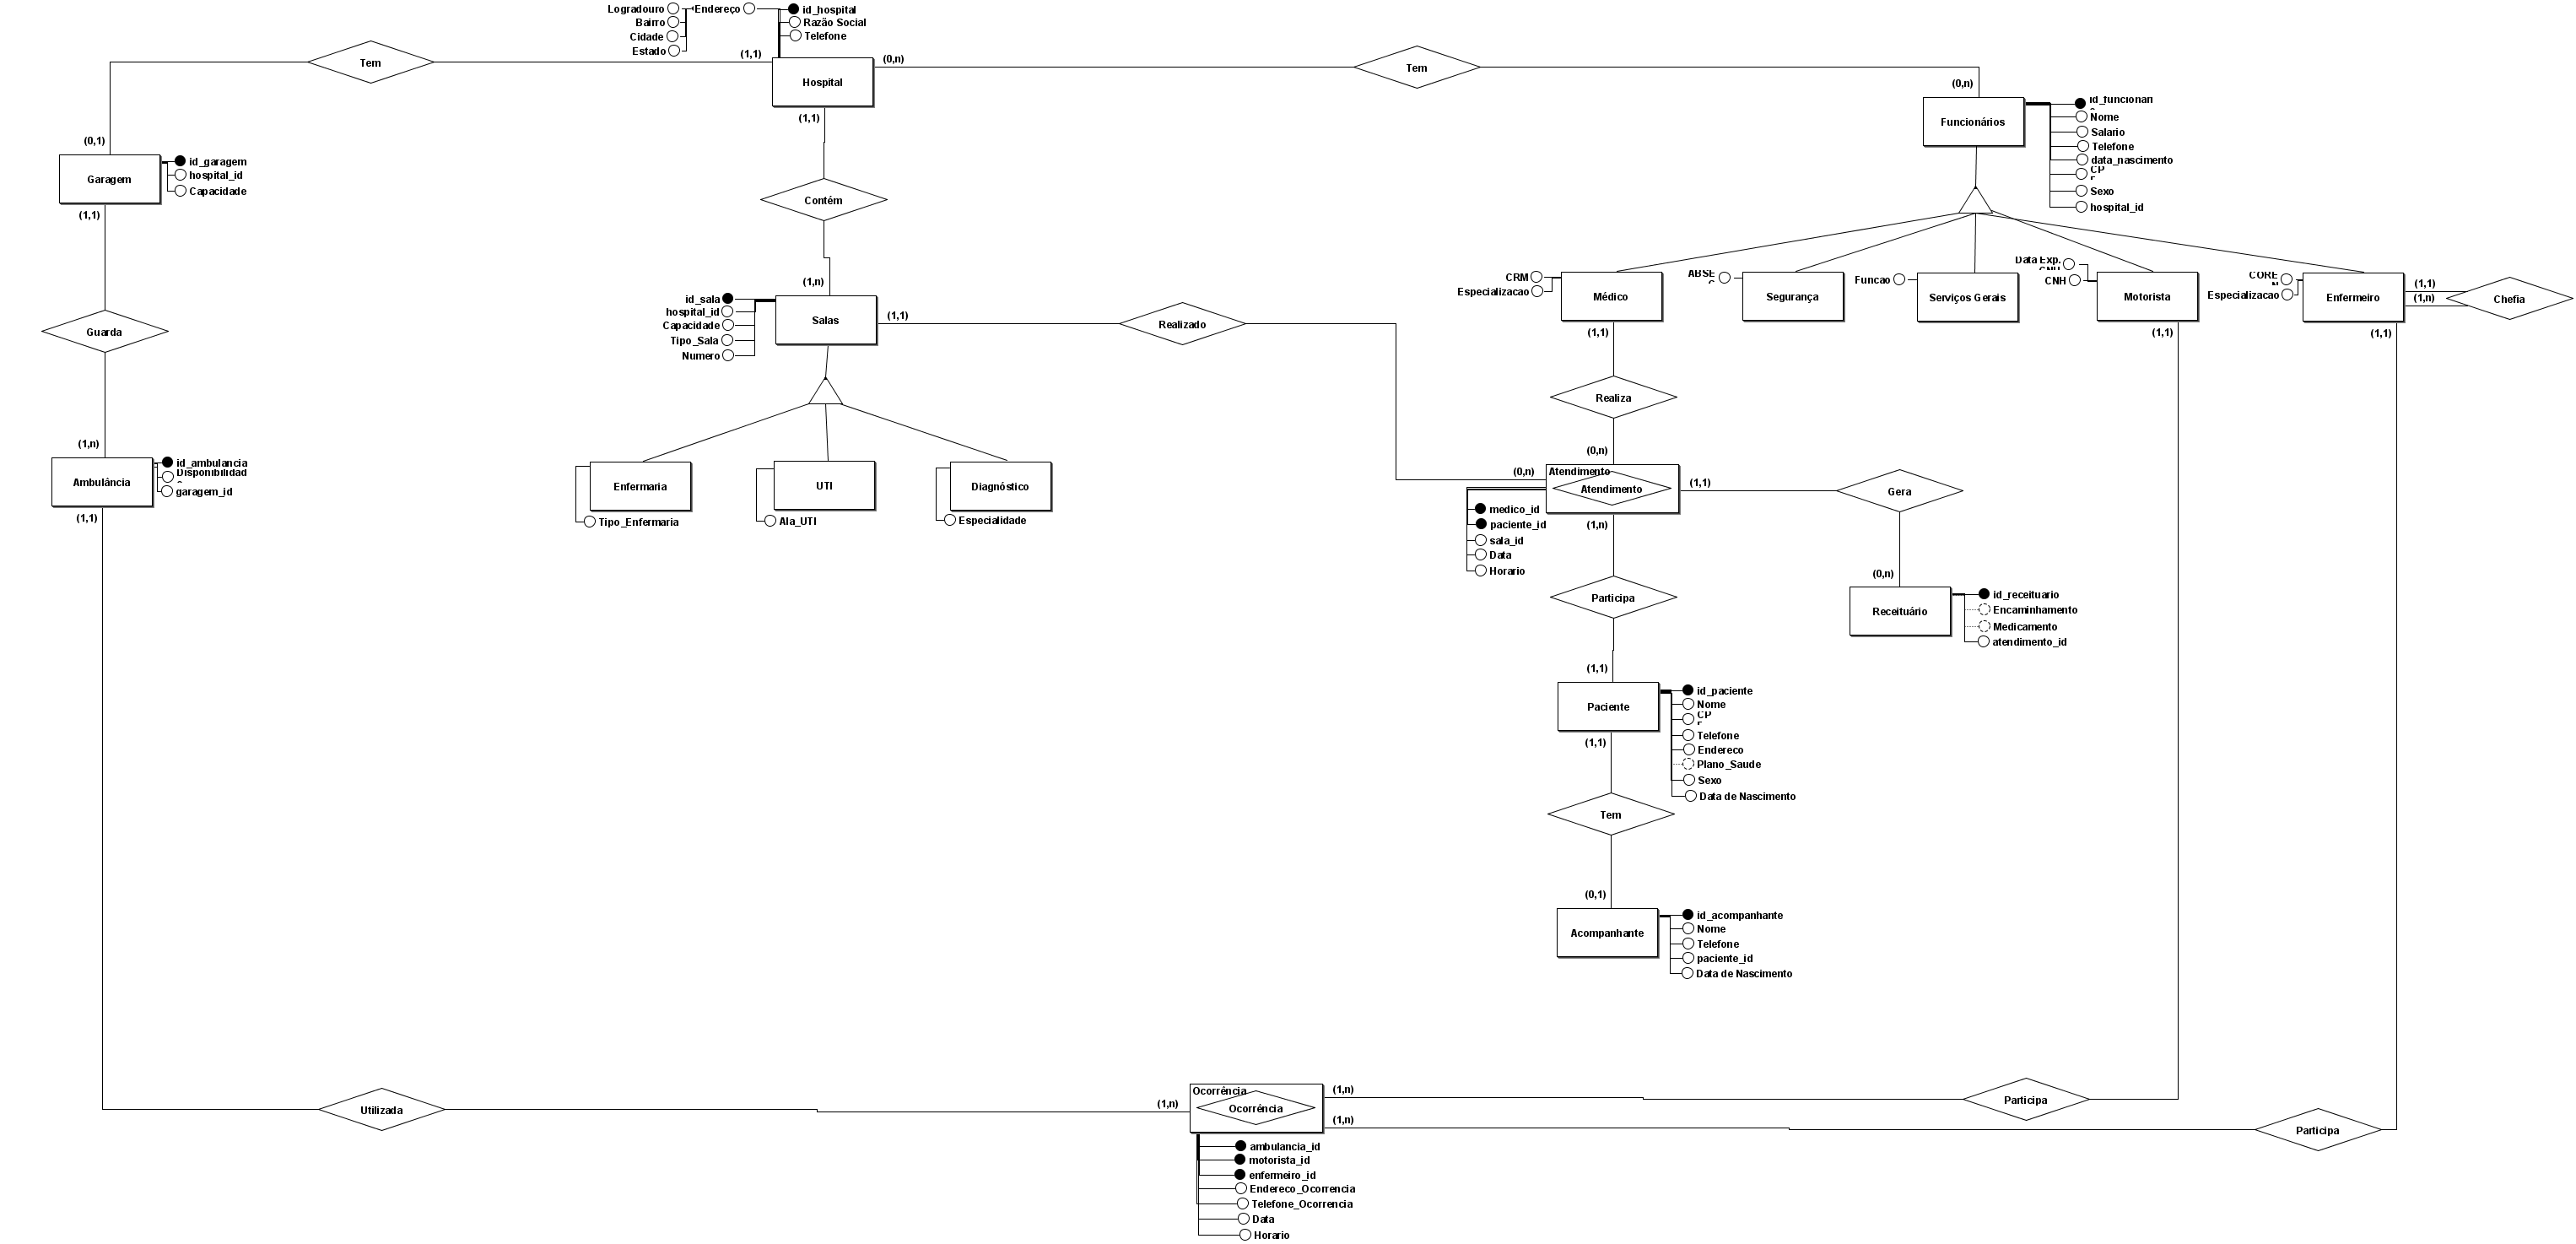 Logradouro
Endereço
id_hospital
Bairro
Razão Social
Cidade
Telefone
Estado
Tem
(1,1)
Hospital
(0,n)
Tem
(1,1)
(0,n)
Funcionários
Nome
Salario
Telefone
data_nascimento
Sexo
hospital_id
(0,1)
Garagem
id_garagem
hospital_id
Capacidade
(1,1)
Contém
(1,n)
Guarda
id_sala
hospital_id
Capacidade
Tipo_Sala
Numero
Salas
(1,1)
Realizado
CRM
Especializacao
Médico
(1,1)
Segurança
Funcao
Serviços Gerais
Data Exp.
CNH
Motorista
(1,1)
Especializacao
Enfermeiro
(1,1)
(1,1)
(1,n)
Chefia
Realiza
(1,n)
Ambulância
id_ambulancia
garagem_id
(1,1)
Enfermaria
Tipo_Enfermaria
UTI
Ala_UTI
Diagnóstico
Especialidade
(0,n)
(0,n)
Atendimento
Atendimento
(1,1)
Gera
medico_id
paciente_id
sala_id
Data
Horario
(1,n)
Participa
(0,n)
Receituário
id_receituario
Encaminhamento
Medicamento
atendimento_id
(1,1)
Paciente
id_paciente
Nome
Telefone
Endereco
Plano_Saude
Sexo
Data de Nascimento
(1,1)
Tem
(0,1)
Acompanhante
id_acompanhante
Nome
Telefone
paciente_id
Data de Nascimento
Utilizada
(1,n)
Ocorrência
Ocorrência
(1,n)
(1,n)
Participa
Participa
ambulancia_id
motorista_id
enfermeiro_id
Endereco_Ocorrencia
Telefone_Ocorrencia
Data
Horario